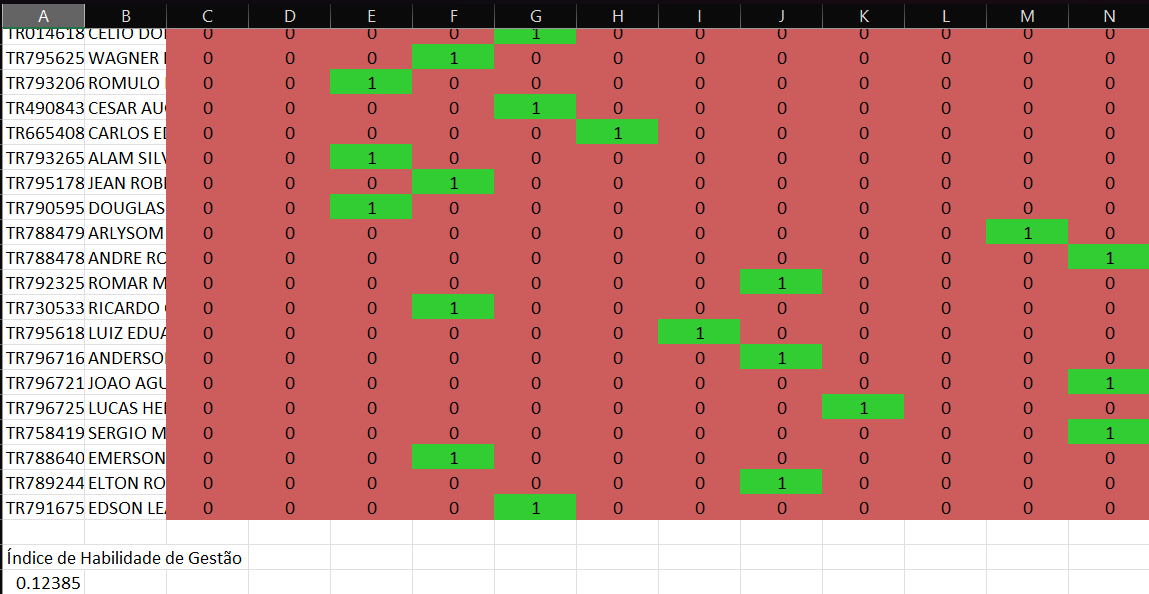 A B C D E F G H I J K L M N
TR014618 0 0 0 0 1 0 0 0 0 0 0 0
TR795625 WAGNER 0 0 0 1 0 0 0 0 0 0 0 0
TR793206 ROMULO 0 0 1 0 0 0 0 0 0 0 0 0
TR490843 CESAR AU 0 0 0 0 1 0 0 0 0 0 0 0
TR665408 CARLOS E 0 0 0 0 0 1 0 0 0 0 0 0
TR793265 ALAM SIL 0 0 1 0 0 0 0 0 0 0 0 0
TR795178 JEAN ROB 0 0 0 1 0 0 0 0 0 0 0 0
TR790595 DOUGLAS 0 0 1 0 0 0 0 0 0 0 0 0
TR788479 ARLYSOM 0 0 0 0 0 0 0 0 0 0 1 0
TR788478 ANDRE RO 0 0 0 0 0 0 0 0 0 0 0 1
TR792325 ROMAR M 0 0 0 0 0 0 0 1 0 0 0 0
TR730533 RICARDO 0 0 0 1 0 0 0 0 0 0 0 0
TR795618 LUIZ EDUA 0 0 0 0 0 0 1 0 0 0 0 0
TR796716 ANDERSO 0 0 0 0 0 0 0 1 0 0 0 0
TR796721 JOAO AGU 0 0 0 0 0 0 0 0 0 0 0 1
TR796725 LUCAS HE 0 0 0 0 0 0 0 0 1 0 0 0
TR758419 SERGIO M 0 0 0 0 0 0 0 0 0 0 0 1
TR788640 EMERSON 0 0 0 1 0 0 0 0 0 0 0 0
TR789244 ELTON RO 0 0 0 0 0 0 0 1 0 0 0 0
TR791675 EDSON LE 0 0 0 0 1 0 0 0 0 0 0 0
Índice de Habilidade de Gestão
0.12385